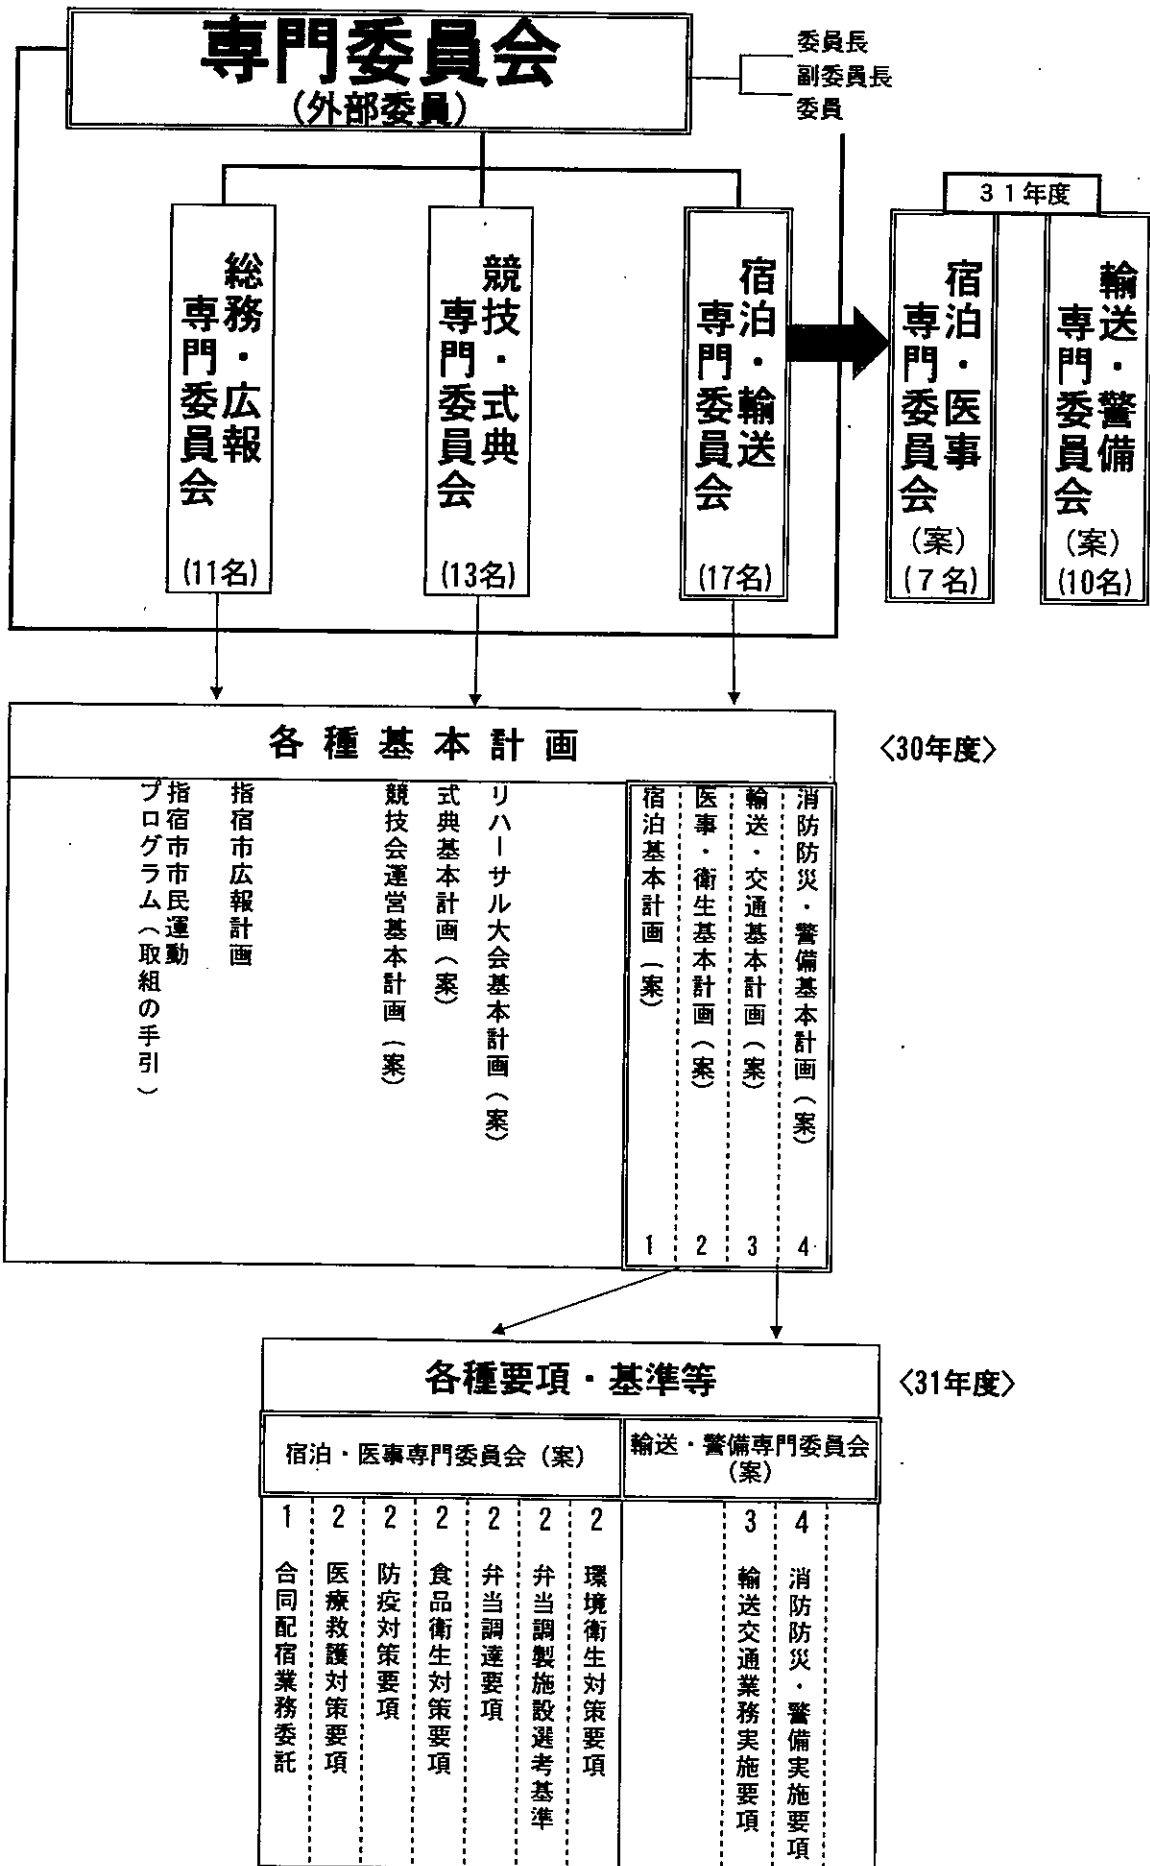 専門委員会
(外部委員)
委員長
副委員長
委員
総務・広報
専門委員会
(11名)
競技・式典
専門委員会
(13名)
宿泊・輸送
専門委員会
(17名)
31年度
宿泊・医事
専門委員会
(案)
(7名)
輸送・警備
専門委員会
(案)
(10名)
各種基本計画
〈30年度〉
指宿市市民運動
プログラム(取組の手引)
指宿市広報計画
競技会運営基本計画(案)
式典基本計画(案)
リハーサル大会基本計画(案)
宿泊基本計画(案)
1
医事・衛生基本計画(案)
2
輸送・交通基本計画(案)
3
消防防災・警備基本計画(案)
4
各種要項・基準等
〈31年度〉
宿泊・医事専門委員会(案)
輸送・警備専門委員会
(案)
1 合同配宿業務委託
2 医療救護対策要項
2 防疫対策要項
2 食品衛生対策要項
2 弁当調達要項
2 弁当調製施設選考基準
2 環境衛生対策要項
3 輸送交通業務実施要項
4 消防防災・警備実施要項